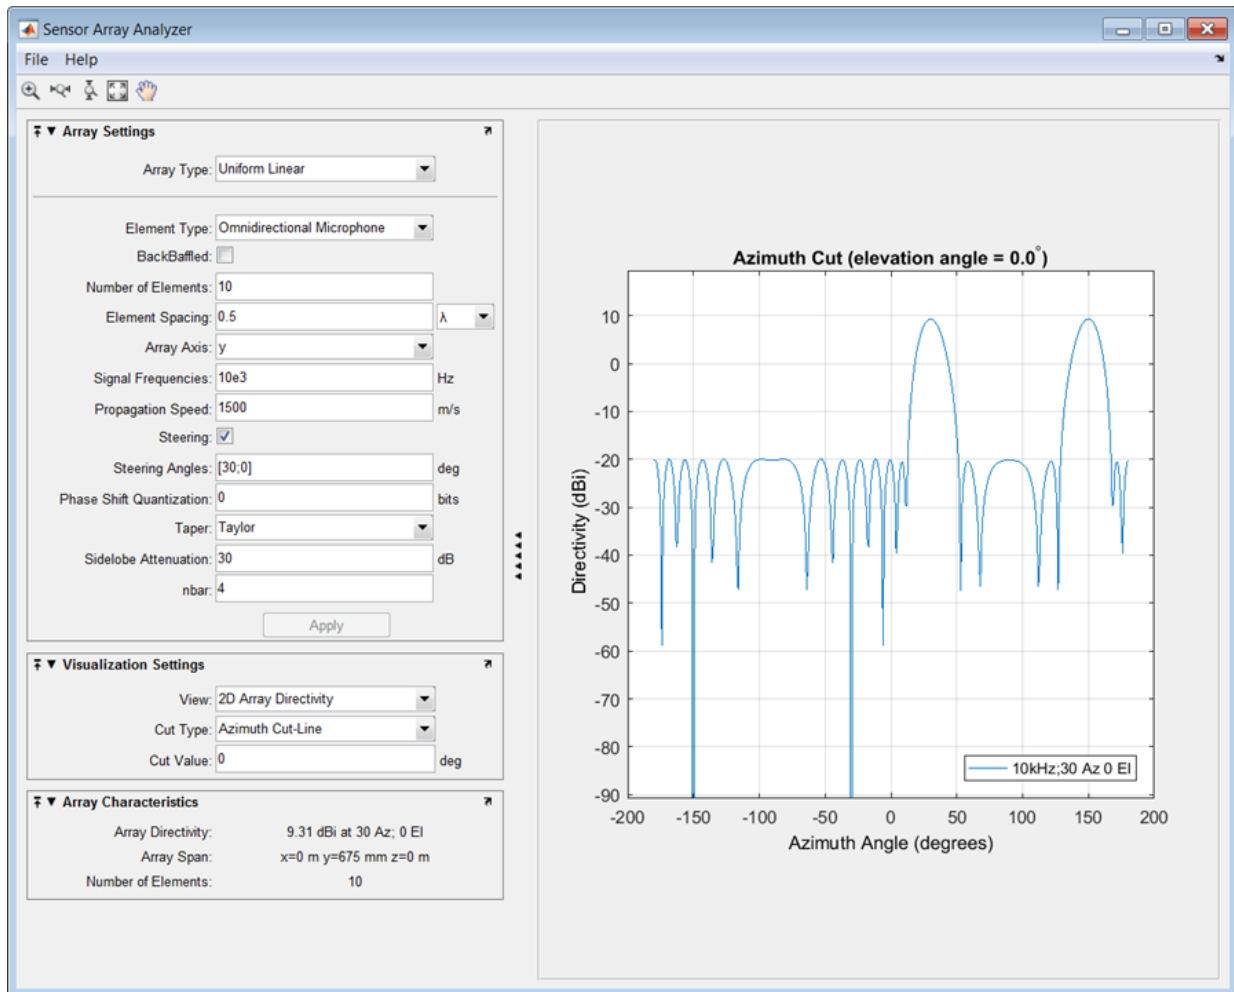 Sensor Array Analyzer
File Help
Array Settings
Array Type: Uniform Linear
Element Type: Omnidirectional Microphone
BackBaffled:
Number of Elements: 10
Element Spacing: 0.5 λ
Array Axis: y
Signal Frequencies: 10e3 Hz
Propagation Speed: 1500 m/s
Steering:
Steering Angles: [30;0] deg
Phase Shift Quantization: 0 bits
Taper: Taylor
Sidelobe Attenuation: 30 dB
nbar: 4
Apply
Visualization Settings
View: 2D Array Directivity
Cut Type: Azimuth Cut-Line
Cut Value: 0 deg
Array Characteristics
Array Directivity: 9.31 dBi at 30 Az; 0 El
Array Span: x=0 m y=675 mm z=0 m
Number of Elements: 10
Azimuth Cut (elevation angle = 0.0°)
10
0
-10
-20
-30
-40
-50
-60
-70
-80
-90
Directivity (dBi)
10kHz;30 Az 0 El
-200 -150 -100 -50 0 50 100 150 200
Azimuth Angle (degrees)